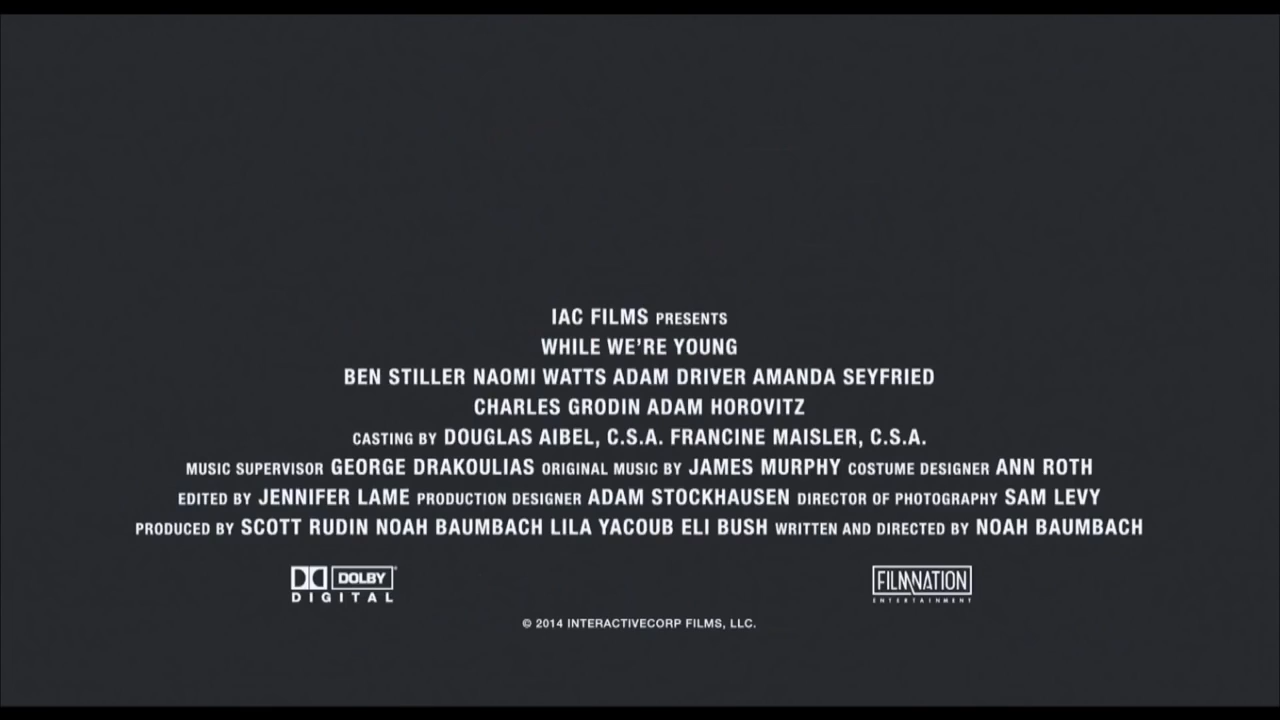 IAC FILMS PRESENTS
WHILE WE'RE YOUNG
BEN STILLER NAOMI WATTS ADAM DRIVER AMANDA SEYFRIED
CHARLES GRODIN ADAM HOROVITZ
CASTING BY DOUGLAS AIBEL, C.S.A. FRANCINE MAISLER, C.S.A.
MUSIC SUPERVISOR GEORGE DRAKOULIAS ORIGINAL MUSIC BY JAMES MURPHY COSTUME DESIGNER ANN ROTH
EDITED BY JENNIFER LAME PRODUCTION DESIGNER ADAM STOCKHAUSEN DIRECTOR OF PHOTOGRAPHY SAM LEVY
PRODUCED BY SCOTT RUDIN NOAH BAUMBACH LILA YACOUB ELI BUSH WRITTEN AND DIRECTED BY NOAH BAUMBACH
DOLBY
DIGITAL
FILMNATION
ENTERTAINMENT
© 2014 INTERACTIVECORP FILMS, LLC.